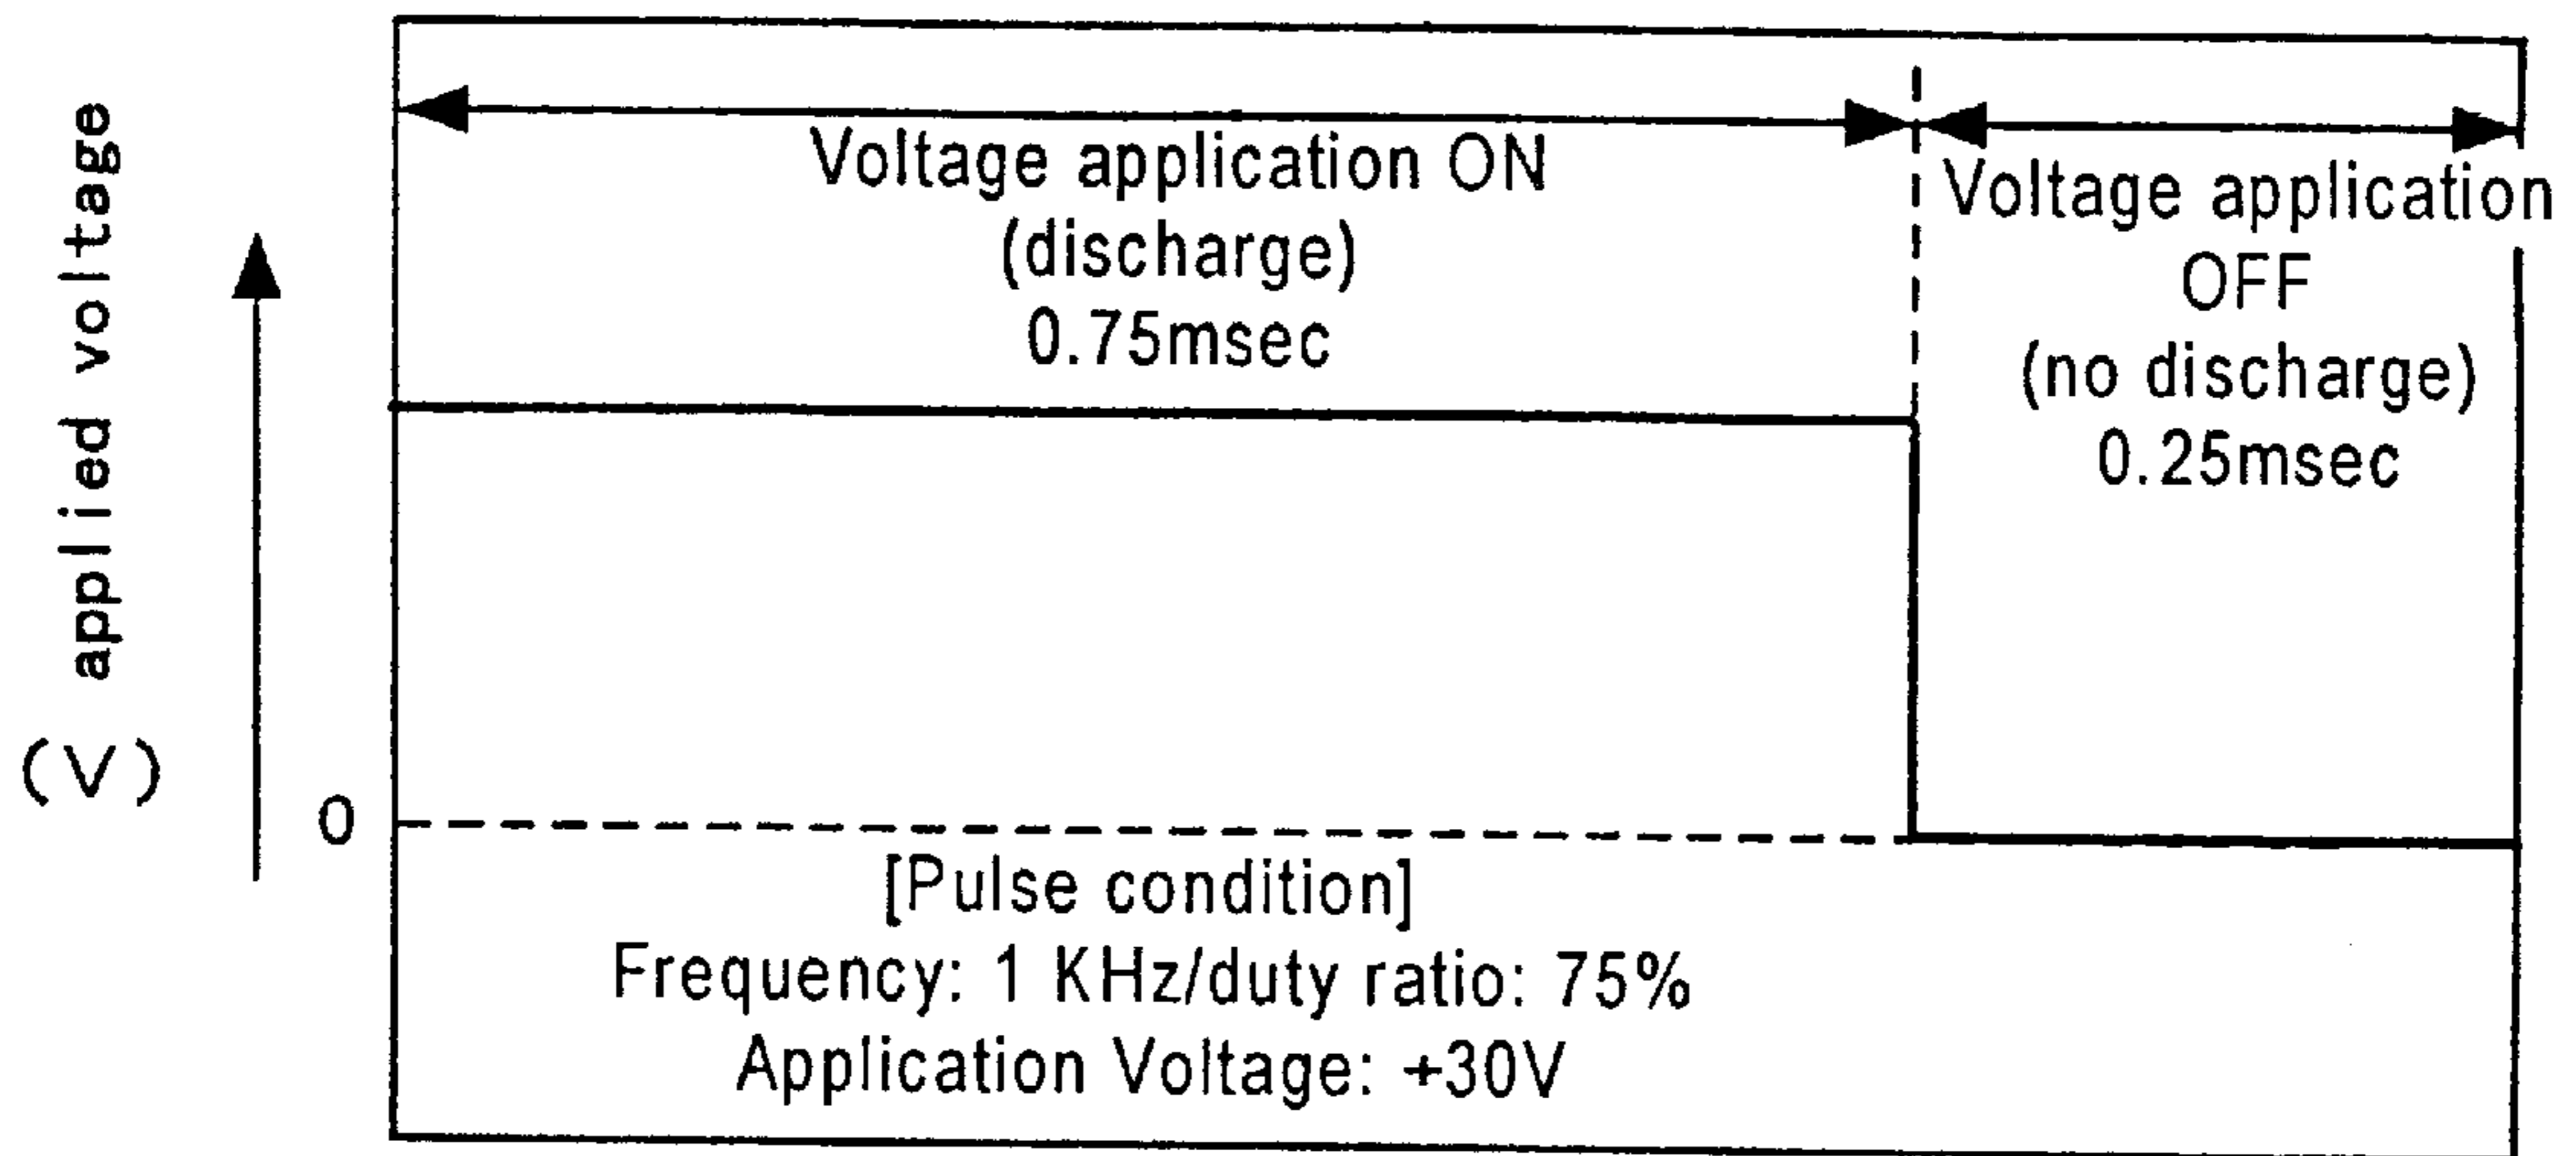 applied voltage
(V)
0
Voltage application ON
(discharge)
0.75msec
Voltage application
OFF
(no discharge)
0.25msec
[Pulse condition]
Frequency: 1 KHz/duty ratio: 75%
Application Voltage: +30V